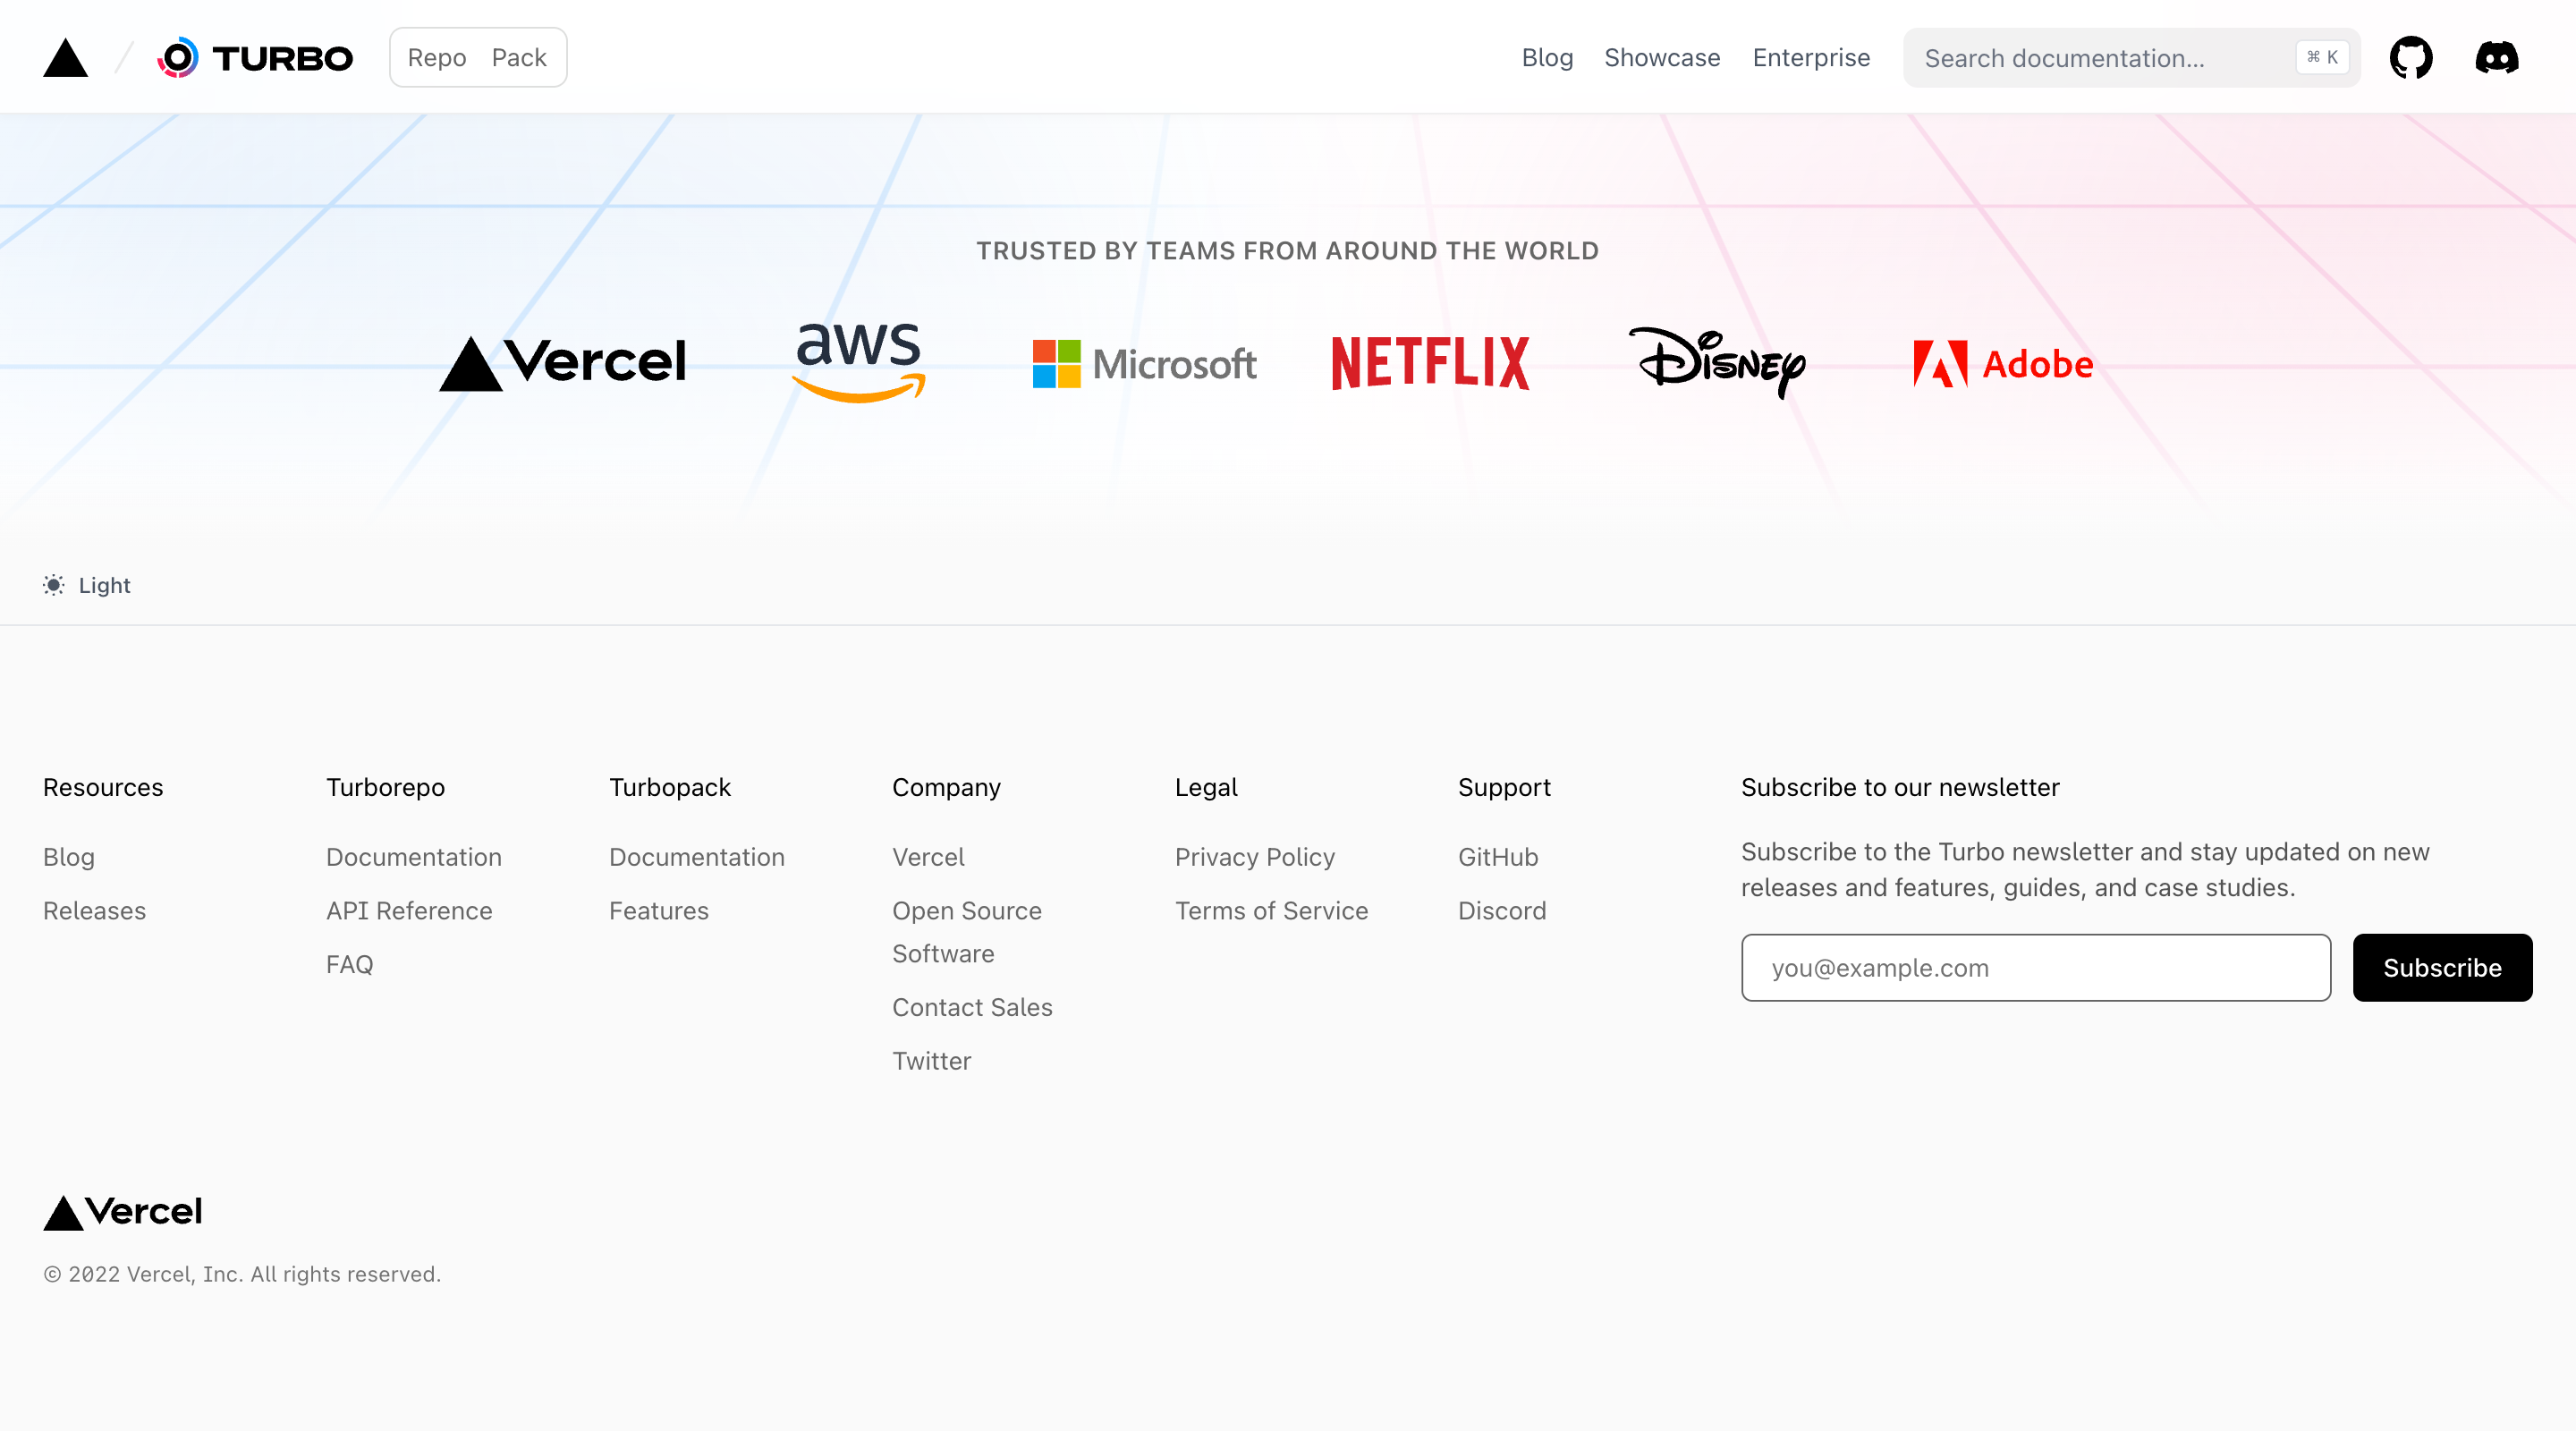 TURBO
Repo Pack
Blog Showcase Enterprise
Search documentation... ⌘ K
TRUSTED BY TEAMS FROM AROUND THE WORLD
Vercel
aws
Microsoft
NETFLIX
Disney
Adobe
Light
Resources
Blog
Releases
Turborepo
Documentation
API Reference
FAQ
Turbopack
Documentation
Features
Company
Vercel
Open Source
Software
Contact Sales
Twitter
Legal
Privacy Policy
Terms of Service
Support
GitHub
Discord
Subscribe to our newsletter
Subscribe to the Turbo newsletter and stay updated on new
releases and features, guides, and case studies.
you@example.com
Subscribe
Vercel
© 2022 Vercel, Inc. All rights reserved.